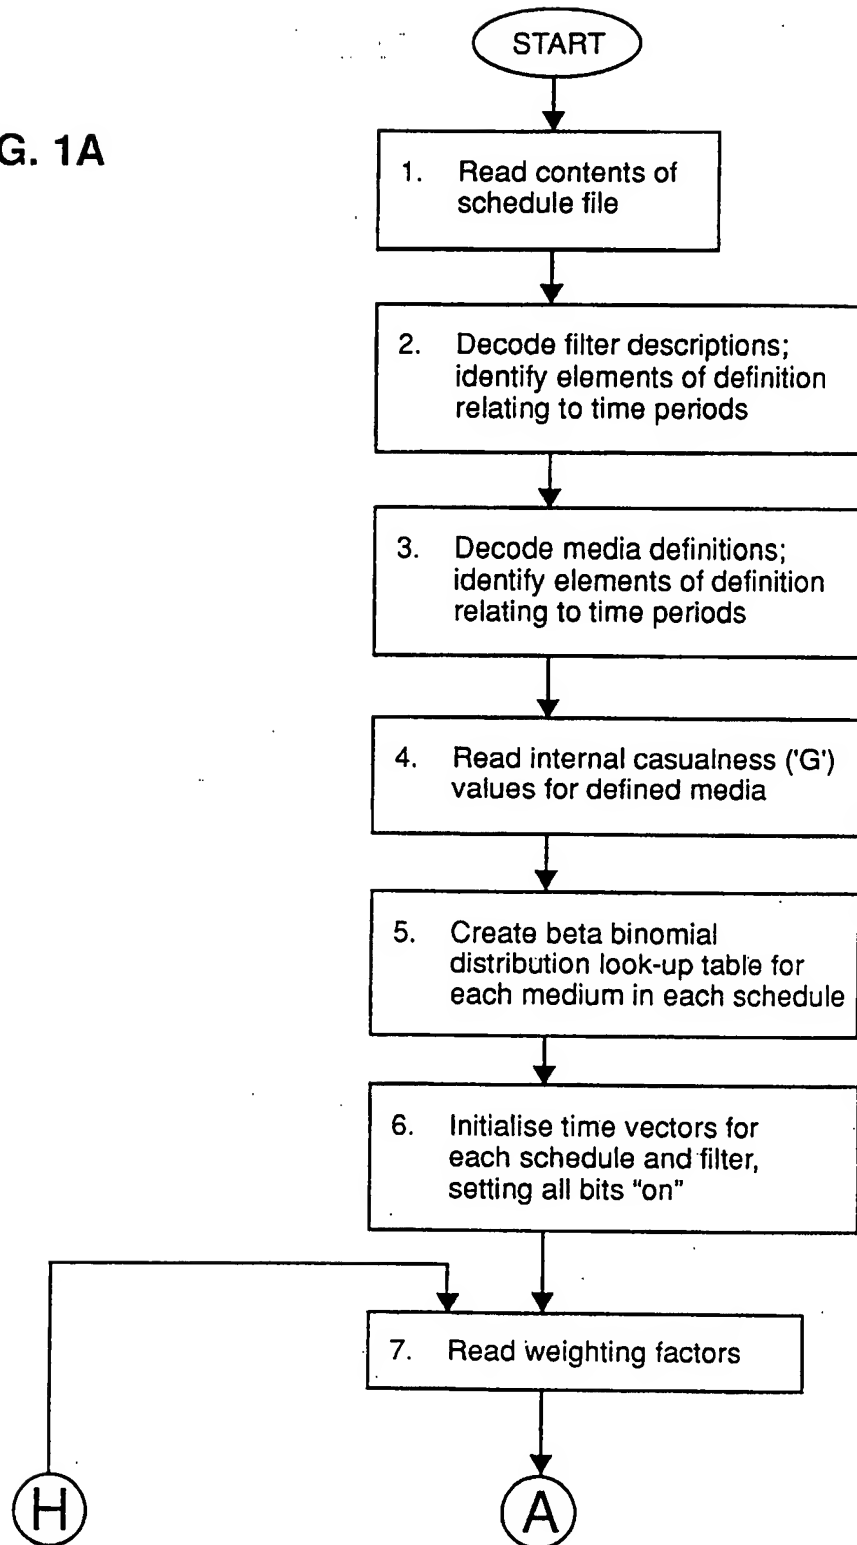 START
G. 1A
1. Read contents of
schedule file
2. Decode filter descriptions;
identify elements of definition
relating to time periods
3. Decode media definitions;
identify elements of definition
relating to time periods
4. Read internal casualness ('G')
values for defined media
5. Create beta binomial
distribution look-up table for
each medium in each schedule
6. Initialise time vectors for
each schedule and filter,
setting all bits "on"
7. Read weighting factors
H
A